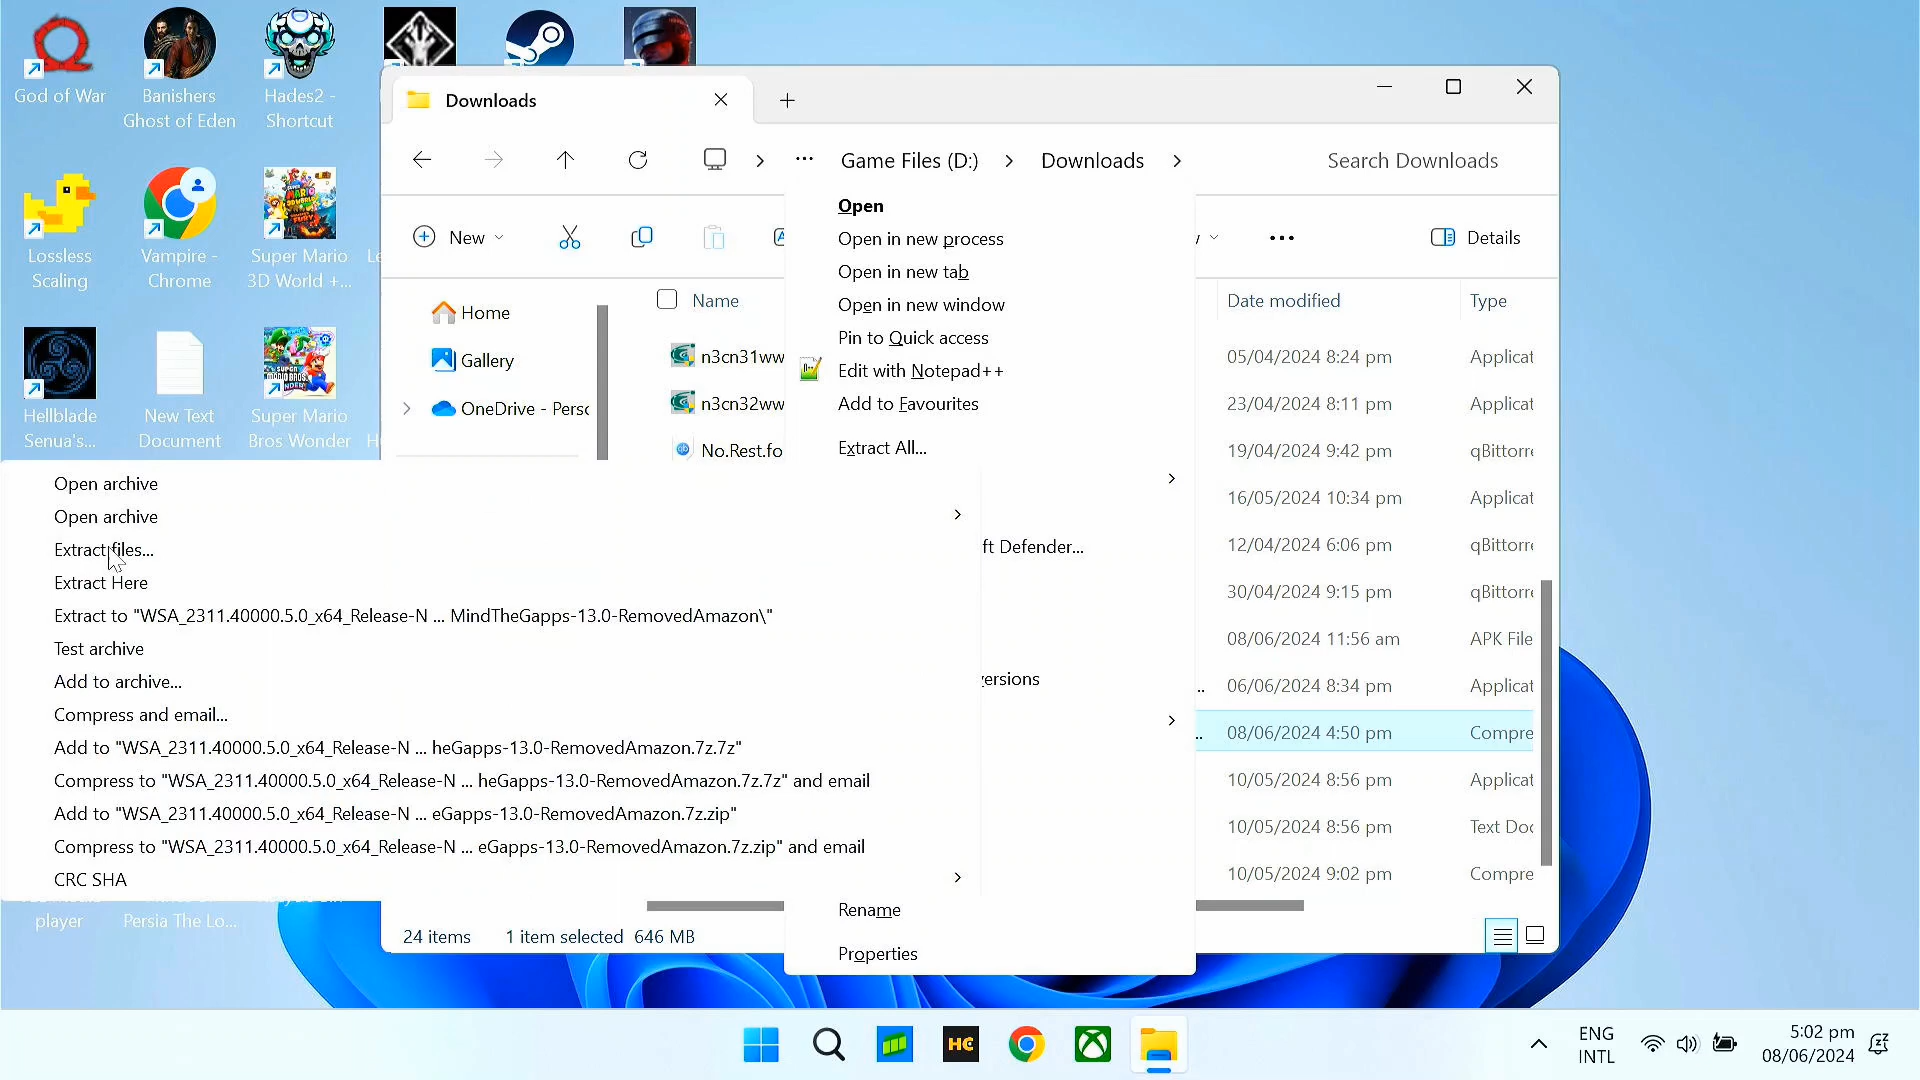 God of War
Banishers
Ghost of Eden
Hades2 -
Shortcut
Lossless
Scaling
Vampire -
Chrome
Super Mario
3D World +...
Le
Hellblade
Senua's...
New Text
Document
Super Mario
Bros Wonder
H
player
Persia The Lo...
Downloads
Game Files (D:)
Downloads
Search Downloads
New
Details
Home
Gallery
OneDrive - Pers
Name
Date modified
Type
n3cn31ww
n3cn32ww
No.Rest.fo
05/04/2024 8:24 pm
Applicat
23/04/2024 8:11 pm
Applicat
19/04/2024 9:42 pm
qBittorre
16/05/2024 10:34 pm
Applicat
12/04/2024 6:06 pm
qBittorre
30/04/2024 9:15 pm
qBittorre
08/06/2024 11:56 am
APK File
06/06/2024 8:34 pm
Applicat
08/06/2024 4:50 pm
Compre
10/05/2024 8:56 pm
Applicat
10/05/2024 8:56 pm
Text Doc
10/05/2024 9:02 pm
Compre
Open
Open in new process
Open in new tab
Open in new window
Pin to Quick access
Edit with Notepad++
Add to Favourites
Extract All...
ft Defender...
ersions
Rename
Properties
Open archive
Open archive
Extract files...
Extract Here
Extract to "WSA_2311.40000.5.0_x64_Release-N ... MindTheGapps-13.0-RemovedAmazon\"
Test archive
Add to archive...
Compress and email...
Add to "WSA_2311.40000.5.0_x64_Release-N ... heGapps-13.0-RemovedAmazon.7z.7z"
Compress to "WSA_2311.40000.5.0_x64_Release-N ... heGapps-13.0-RemovedAmazon.7z.7z" and email
Add to "WSA_2311.40000.5.0_x64_Release-N ... eGapps-13.0-RemovedAmazon.7z.zip"
Compress to "WSA_2311.40000.5.0_x64_Release-N ... eGapps-13.0-RemovedAmazon.7z.zip" and email
CRC SHA
24 items
1 item selected 646 MB
HC
ENG
INTL
5:02 pm
08/06/2024